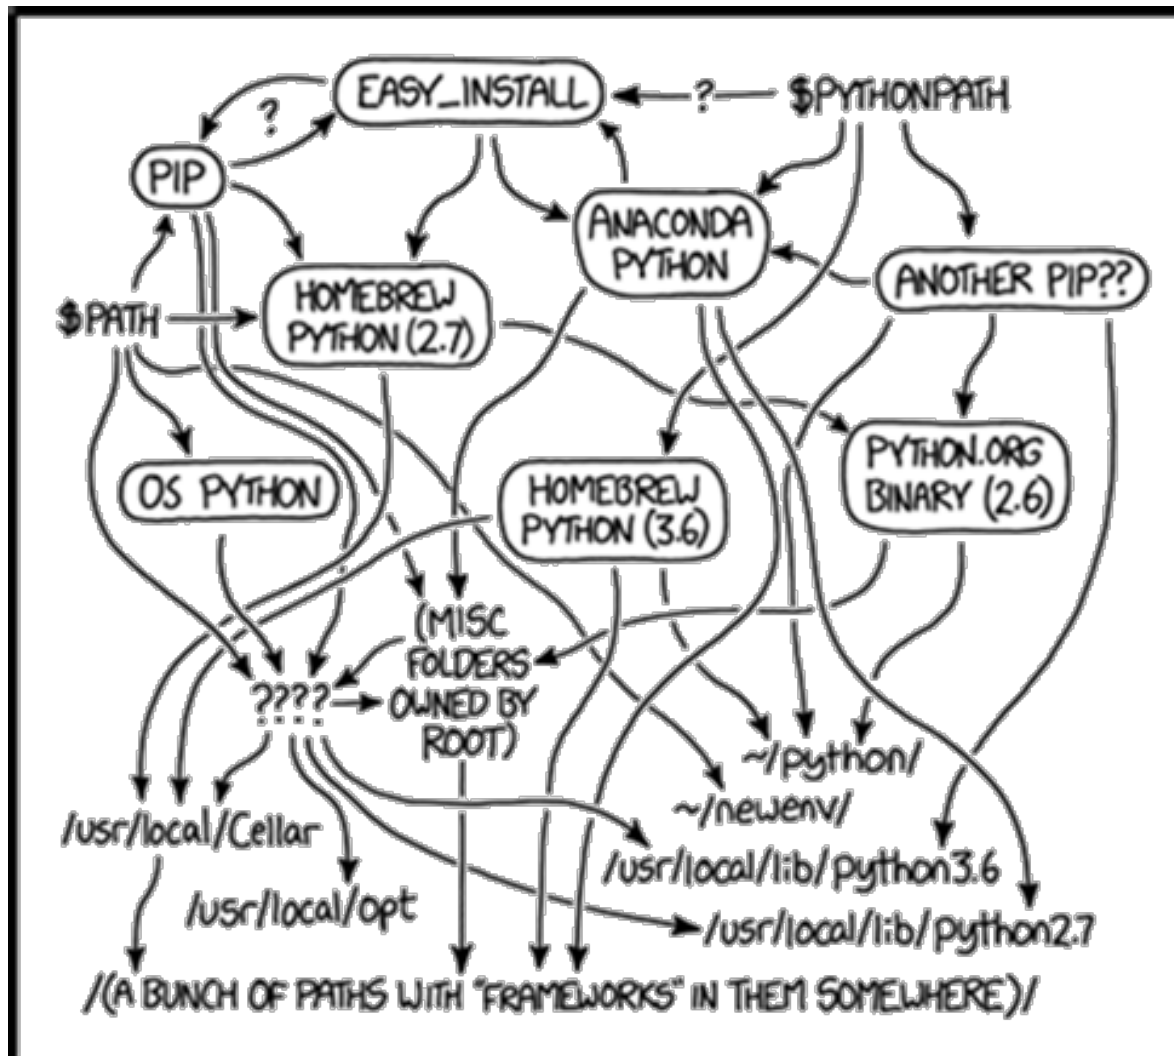 EASY_INSTALL
?
$PYTHONPATH
?
PIP
ANACONDA
PYTHON
ANOTHER PIP??
HOMEBREW
PYTHON (2.7)
$PATH
OS PYTHON
HOMEBREW
PYTHON (3.6)
PYTHON.ORG
BINARY (2.6)
(MISC
FOLDERS
OWNED BY
ROOT)
????
~/python/
~/newenv/
/usr/local/Cellar
/usr/local/lib/python3.6
/usr/local/opt
/usr/local/lib/python2.7
/(A BUNCH OF PATHS WITH "FRAMEWORKS" IN THEM SOMEWHERE)/